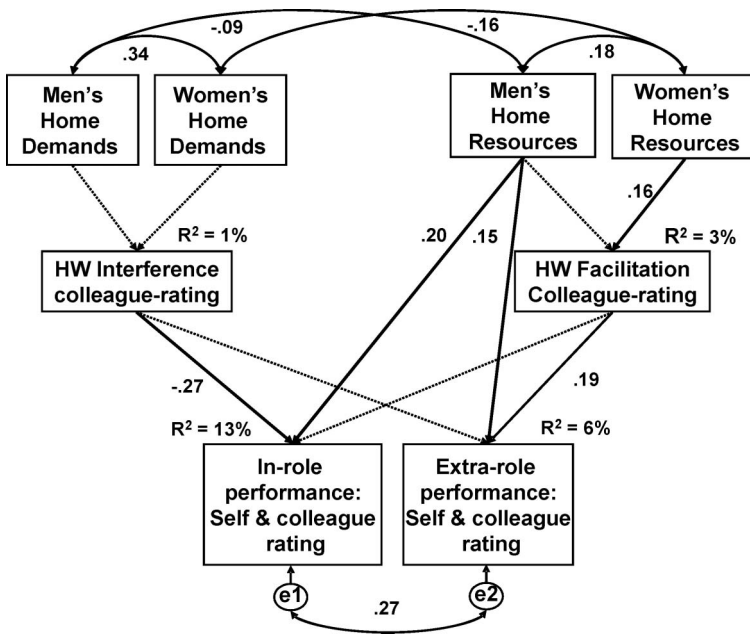 -.09
-.16
.34
.18
Men's
Home
Demands
Women's
Home
Demands
Men's
Home
Resources
Women's
Home
Resources
.16
R² = 1%
.20
.15
R² = 3%
HW Interference
colleague-rating
HW Facilitation
Colleague-rating
-.27
.19
R² = 13%
R² = 6%
In-role
performance:
Self & colleague
rating
Extra-role
performance:
Self & colleague
rating
e1
e2
.27